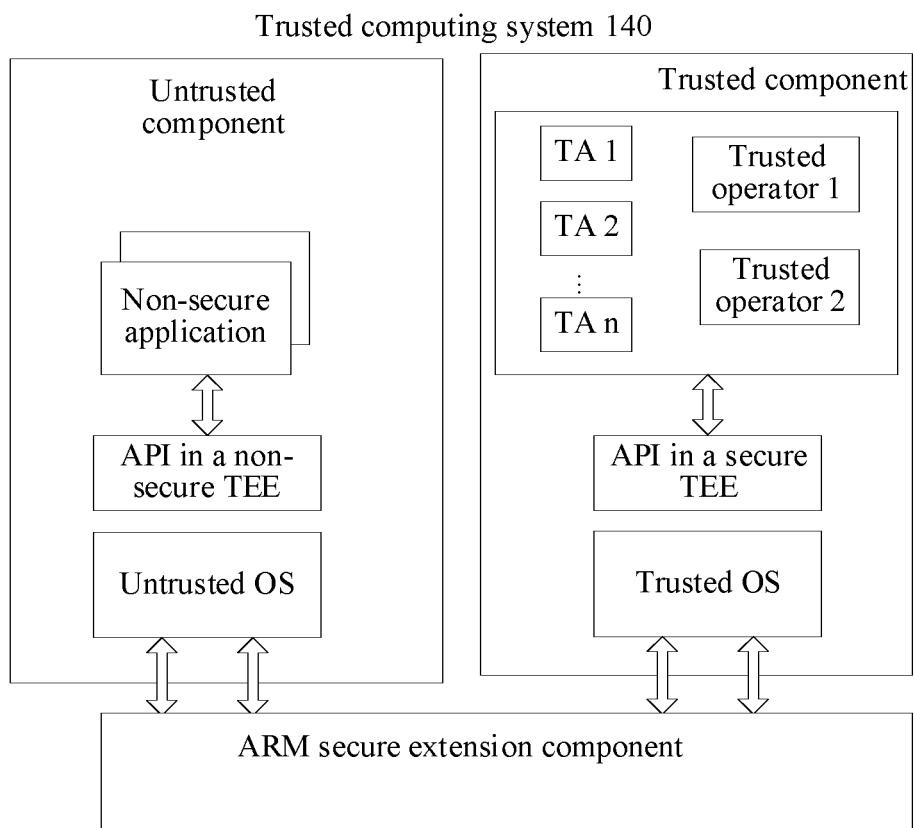 Trusted computing system 140
Untrusted
component
Non-secure
application
API in a non-
secure TEE
Untrusted OS
Trusted component
TA 1
TA 2
⋮
TA n
Trusted
operator 1
Trusted
operator 2
API in a secure
TEE
Trusted OS
ARM secure extension component